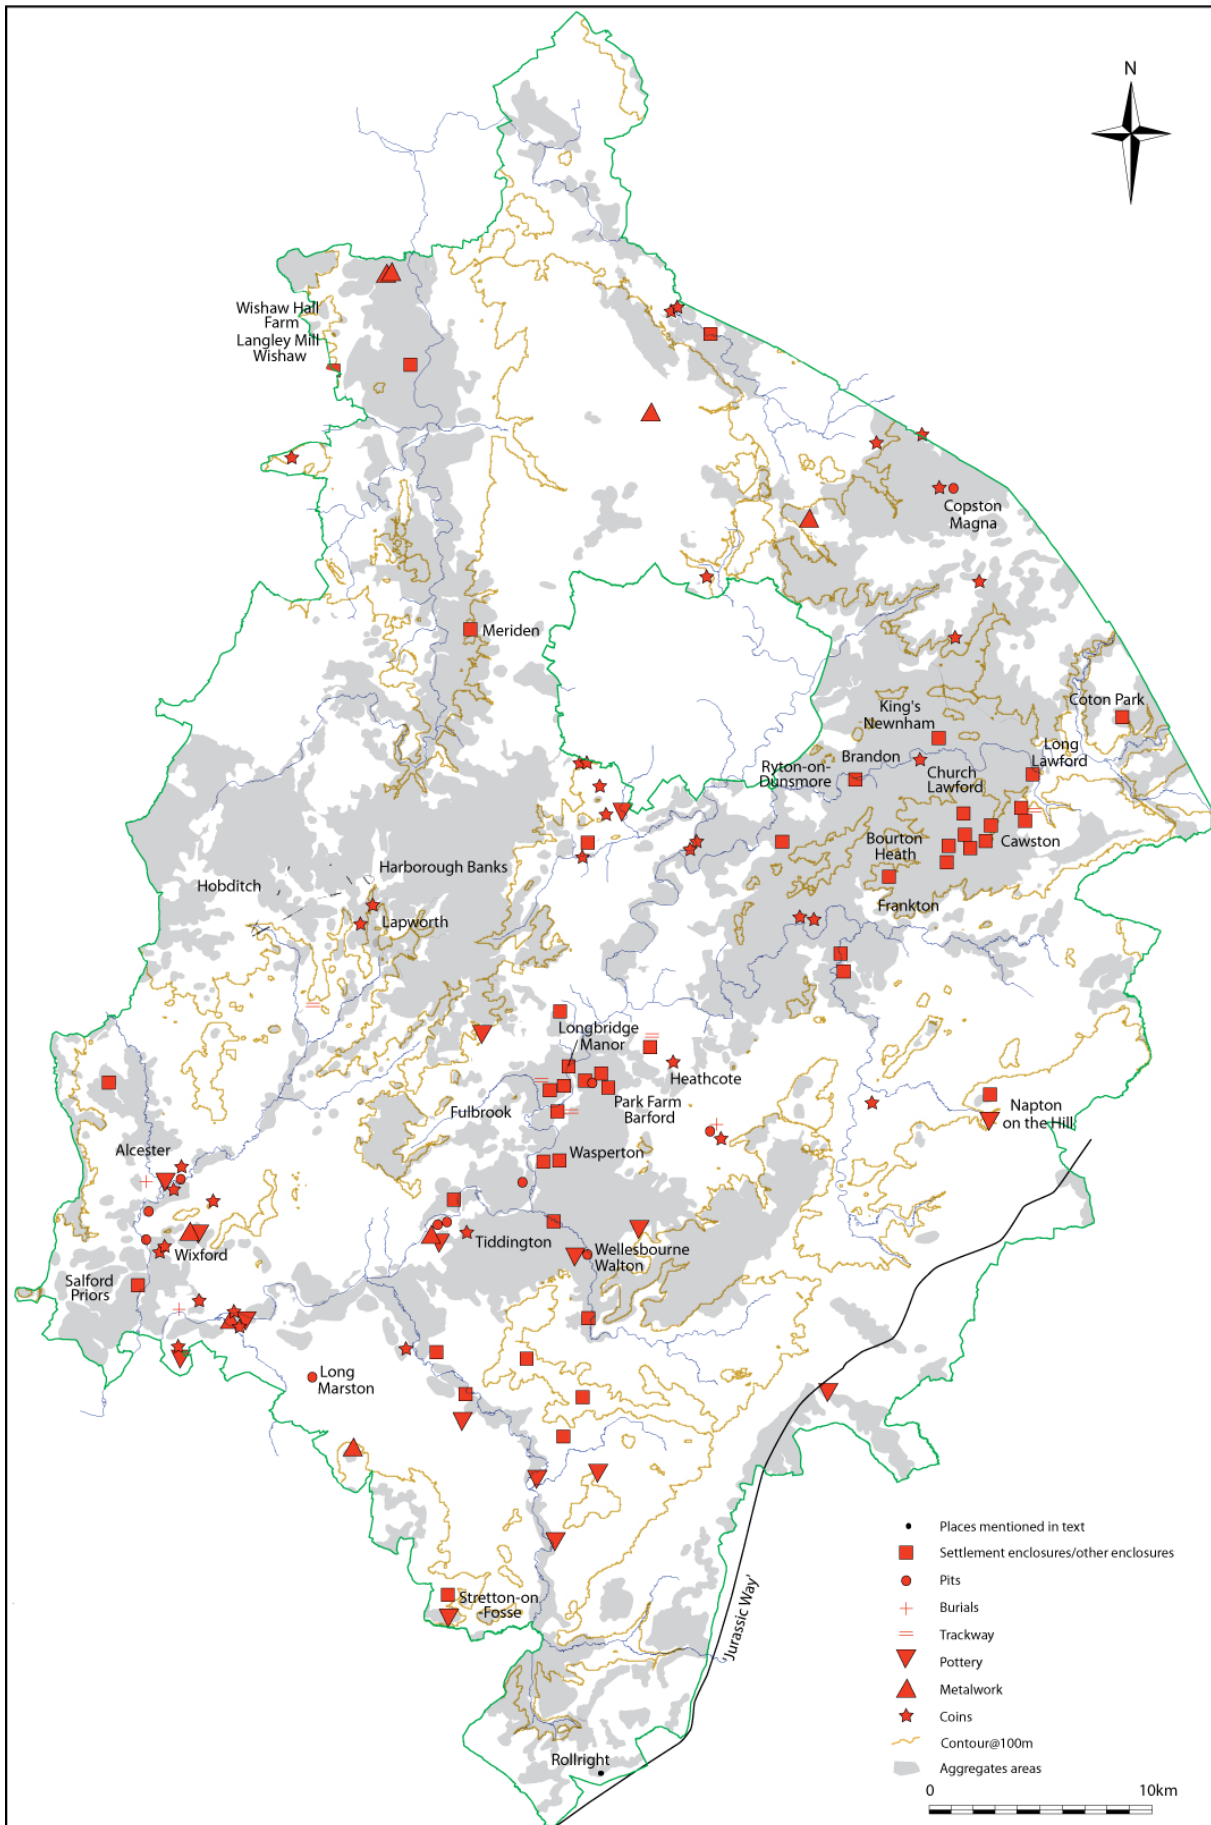 N
Wishaw Hall
Farm
Langley Mill
Wishaw
Copston
Magna
Meriden
Coton Park
King's
Newnham
Long
Lawford
Brandon
Ryton-on-
Dunsmore
Church
Lawford
Cawston
Bourton
Heath
Harborough Banks
Hobditch
Frankton
Lapworth
Longbridge
Manor
Heathcote
Fulbrook
Park Farm
Barford
Napton
on the Hill
Alcester
Wasperton
Tiddington
Wellesbourne
Walton
Wixford
Salford
Priors
Long
Marston
Stretton-on
-Fosse
'Jurassic Way'
Rollright
Places mentioned in text
Settlement enclosures/other enclosures
Pits
Burials
Trackway
Pottery
Metalwork
Coins
Contour@100m
Aggregates areas
0 10km